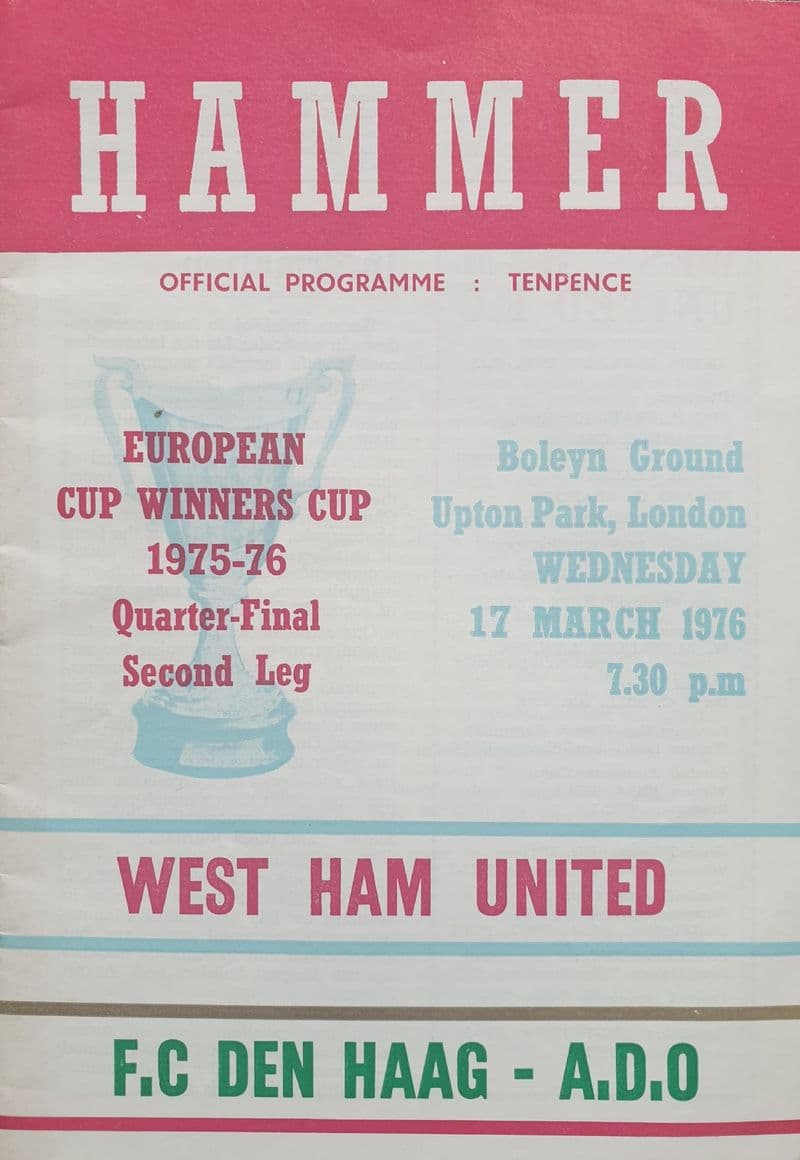 HAMMER
OFFICIAL PROGRAMME : TENPENCE
EUROPEAN
CUP WINNERS CUP
1975-76
Quarter-Final
Second Leg
Boleyn Ground
Upton Park, London
WEDNESDAY
17 MARCH 1976
7.30 p.m
WEST HAM UNITED
F.C DEN HAAG - A.D.O